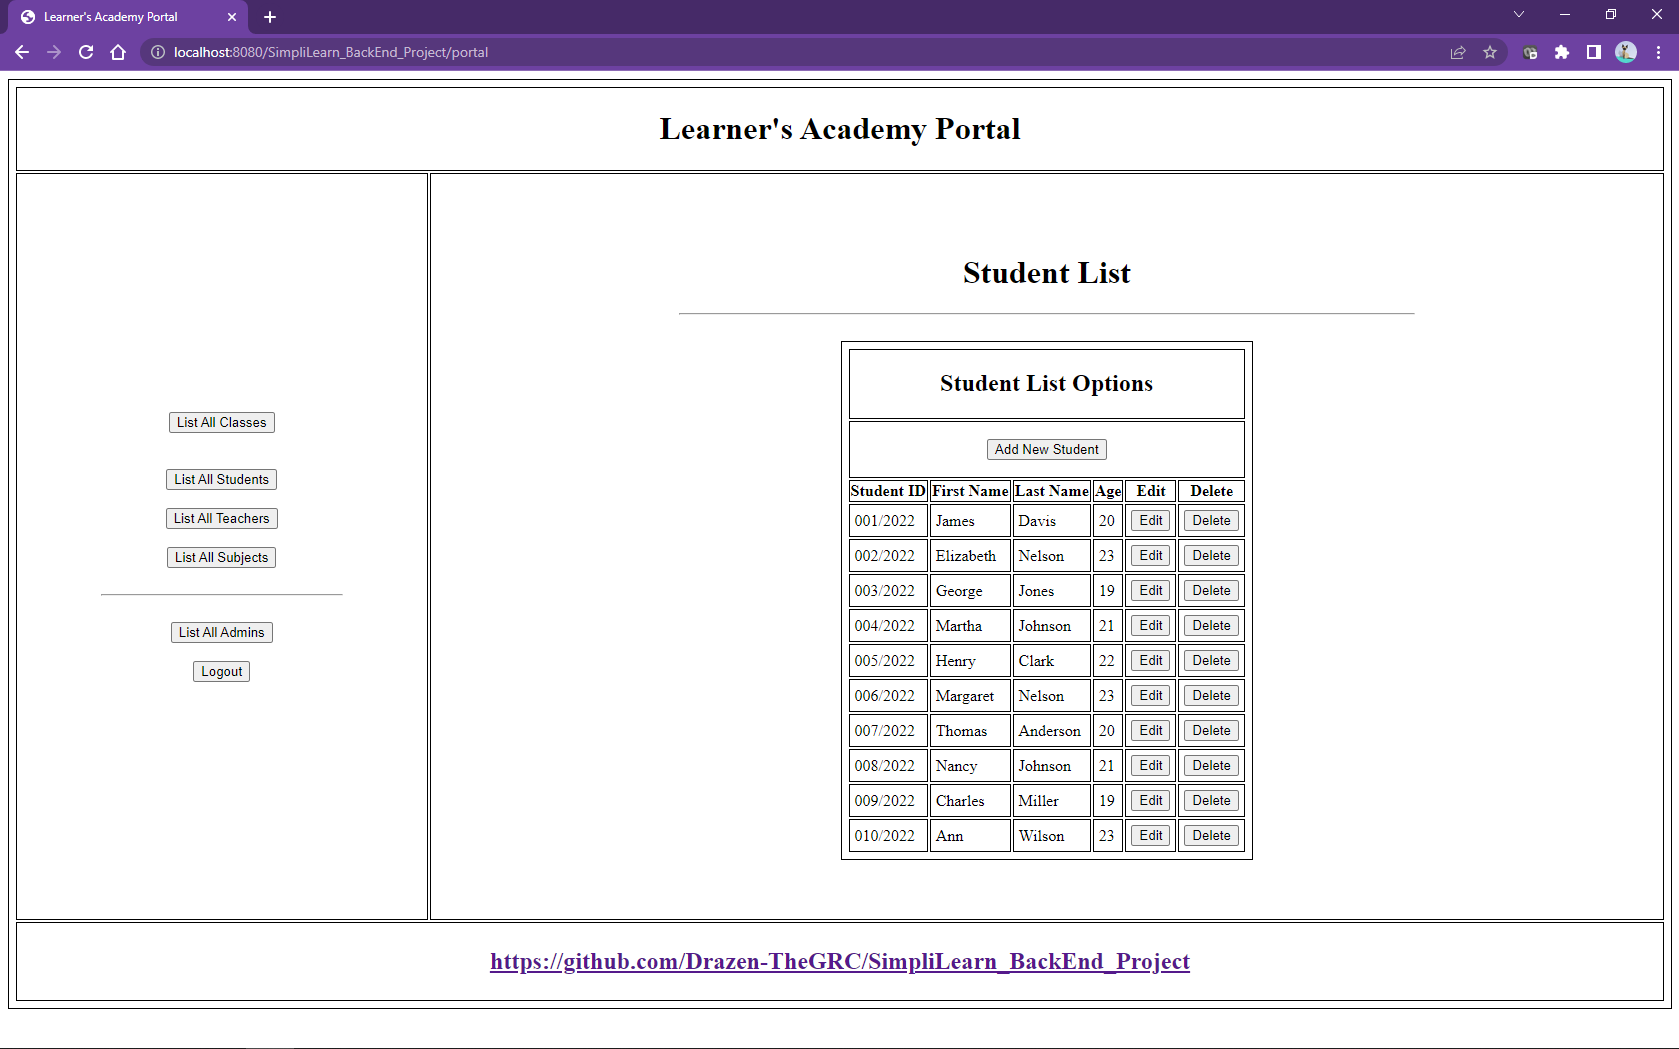 Learner's Academy Portal
localhost:8080/SimpliLearn_BackEnd_Project/portal
Learner's Academy Portal
List All Classes
List All Students
List All Teachers
List All Subjects
List All Admins
Logout
Student List
Student List Options
Add New Student
Student ID First Name Last Name Age Edit Delete
001/2022 James Davis 20 Edit Delete
002/2022 Elizabeth Nelson 23 Edit Delete
003/2022 George Jones 19 Edit Delete
004/2022 Martha Johnson 21 Edit Delete
005/2022 Henry Clark 22 Edit Delete
006/2022 Margaret Nelson 23 Edit Delete
007/2022 Thomas Anderson 20 Edit Delete
008/2022 Nancy Johnson 21 Edit Delete
009/2022 Charles Miller 19 Edit Delete
010/2022 Ann Wilson 23 Edit Delete
https://github.com/Drazen-TheGRC/SimpliLearn_BackEnd_Project